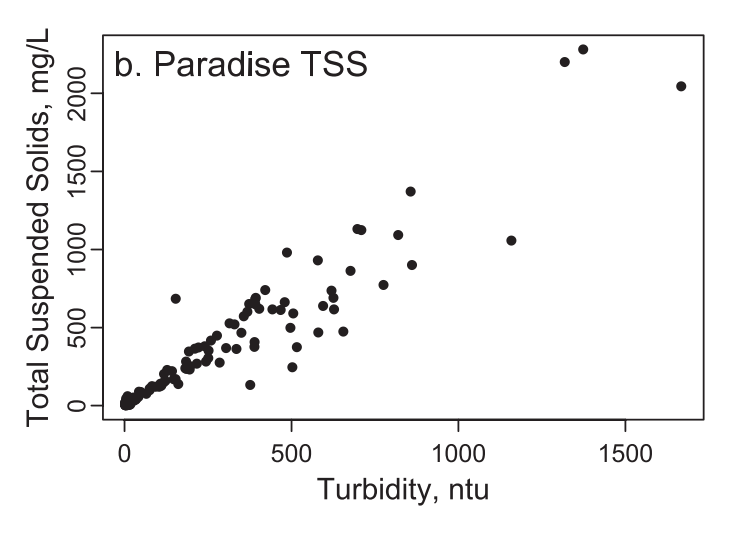 b. Paradise TSS
Total Suspended Solids, mg/L
2000
1500
1000
500
0
0 500 1000 1500
Turbidity, ntu